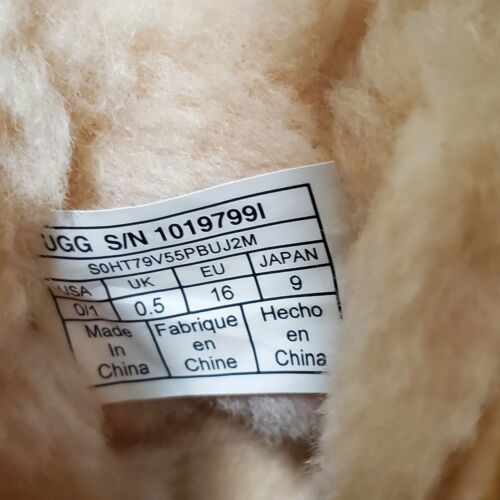 UGG S/N 1019799I
S0HT79V55PBUJ2M
USA UK EU JAPAN
0/1 0.5 16 9
Made Fabrique Hecho
In en en
China Chine China